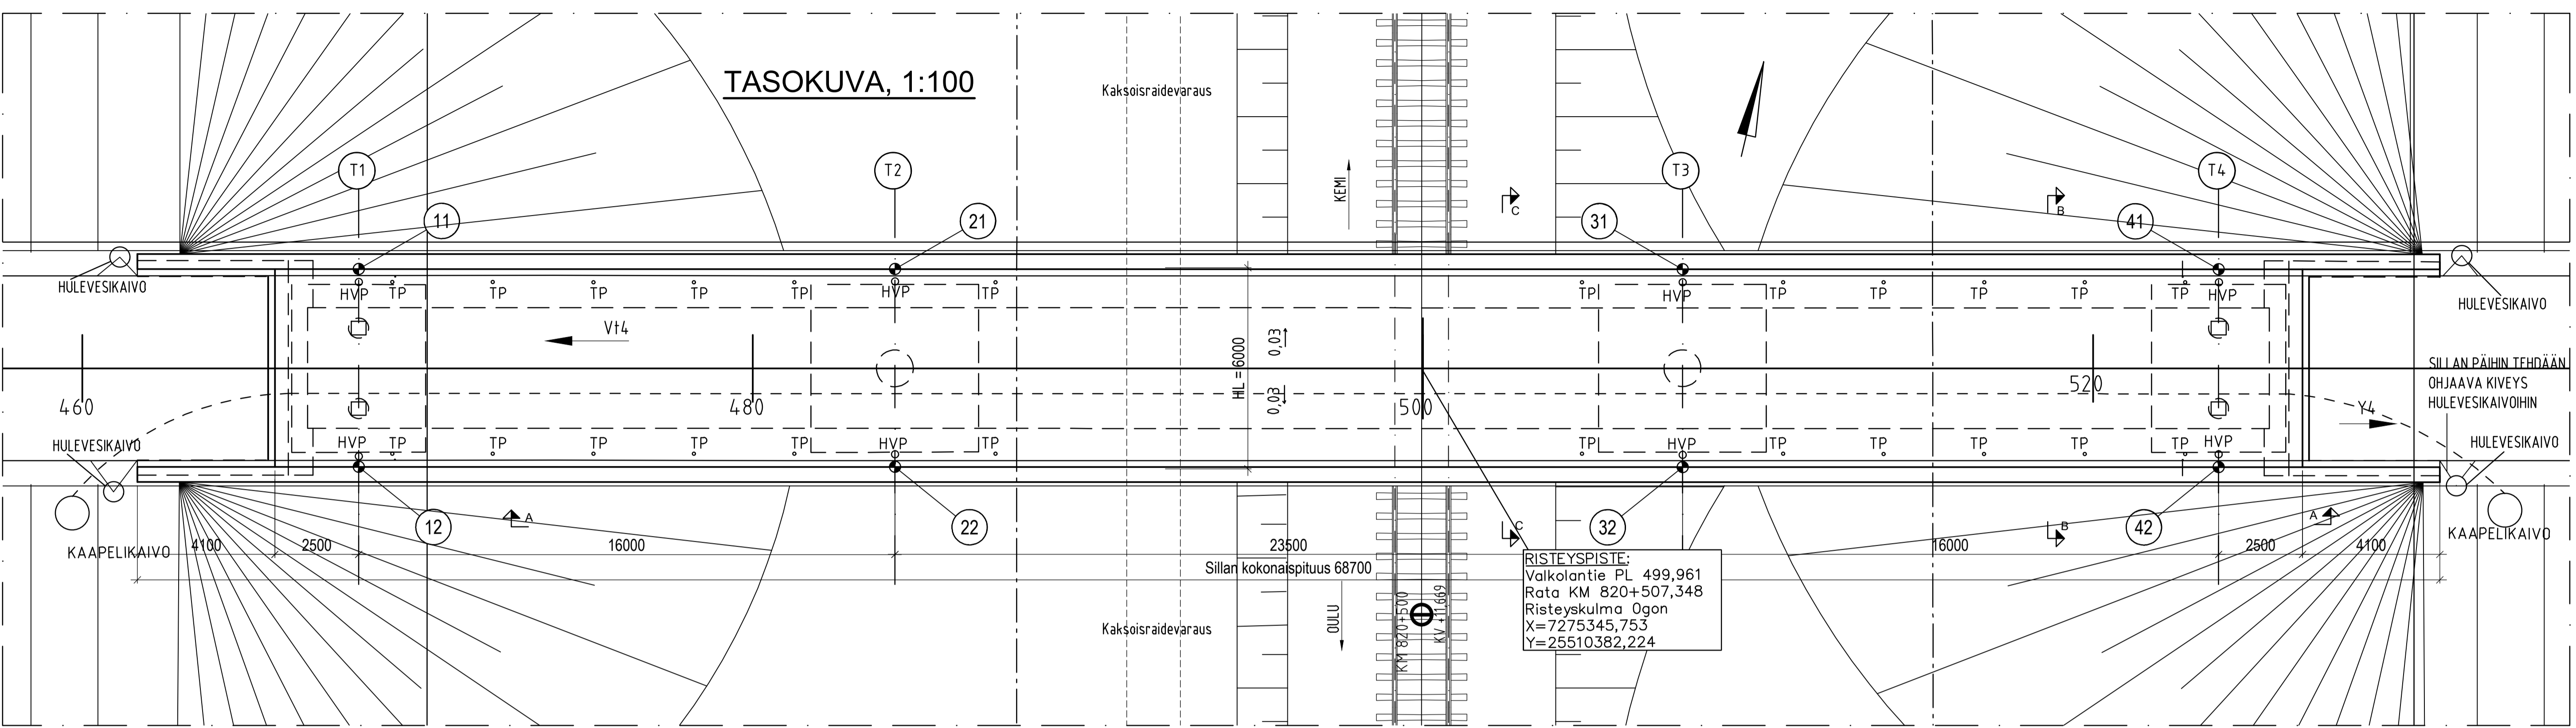 TASOKUVA, 1:100
Kaksoisraidevaraus
KEMI
T1
T2
T3
T4
11
21
31
41
C
B
HULEVESIKAIVO
HULEVESIKAIVO
HVP
TP
TP
TP
TP
TP
HVP
TP
TP
HVP
TP
TP
TP
TP
TP
HVP
Vt4
0,03
HL = 6000
0,03
460
480
500
520
SILLAN PÄIHIN TEHDÄÄN
OHJAAVA KIVEYS
HULEVESIKAIVOIHIN
Y4
HULEVESIKAIVO
HULEVESIKAIVO
HVP
TP
TP
TP
TP
TP
HVP
TP
TP
HVP
TP
TP
TP
TP
TP
HVP
12
22
32
42
A
C
B
A
KAAPELIKAIVO
KAAPELIKAIVO
4100
2500
16000
23500
16000
2500
4100
Sillan kokonaispituus 68700
RISTEYSPISTE:
Valkolantie PL 499,961
Rata KM 820+507,348
Risteyskulma 0gon
X=7275345,753
Y=25510382,224
Kaksoisraidevaraus
OULU
KM 820+500
KV +11,669